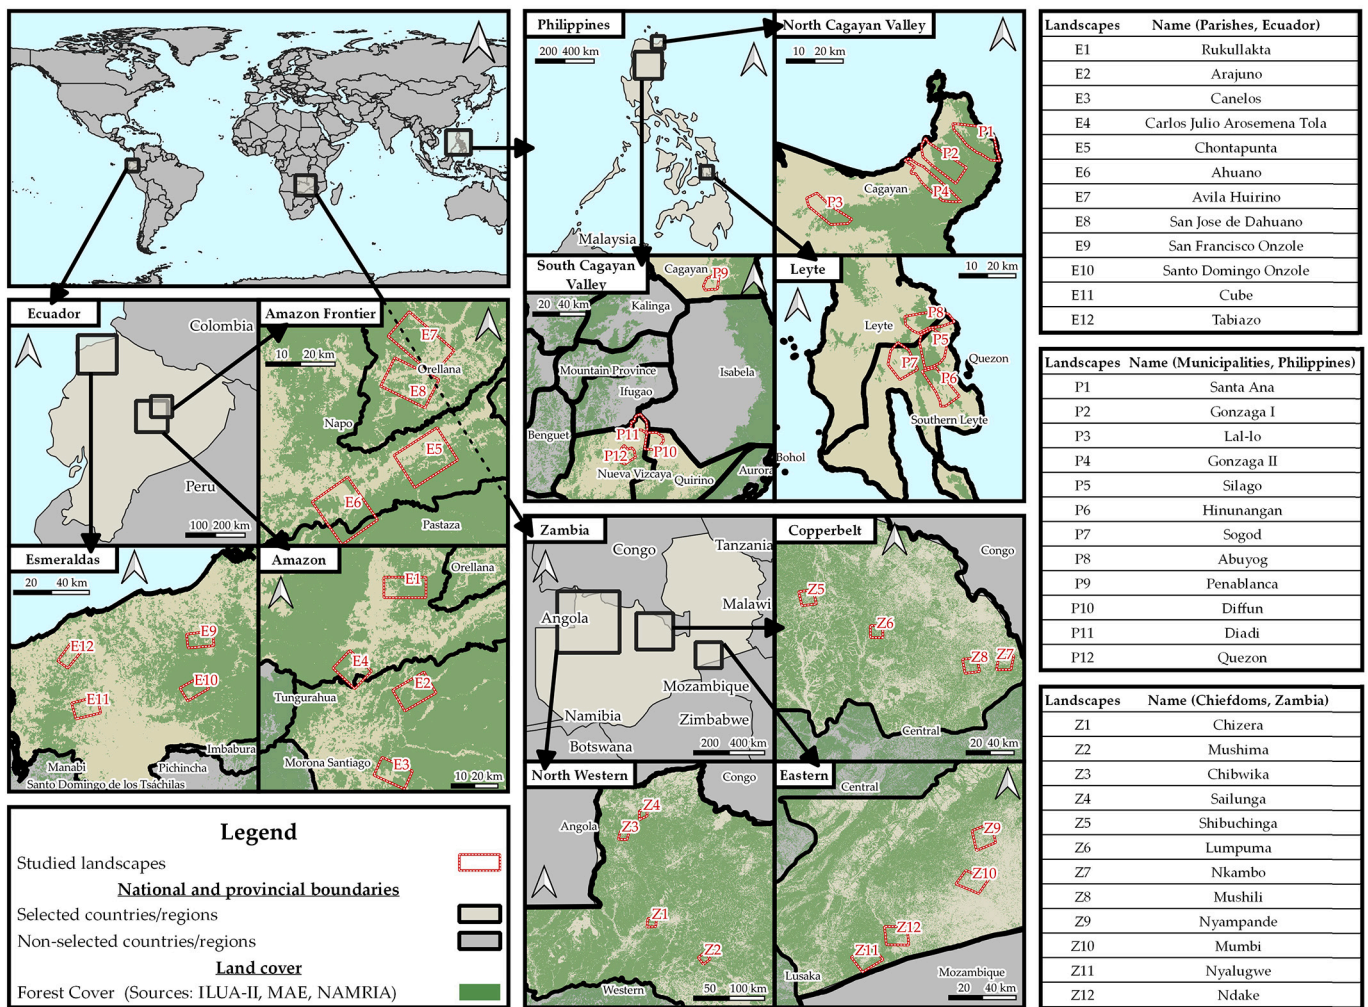 Philippines
200 400 km
Malaysia
North Cagayan Valley
10 20 km
P1
P2
Cagayan
P4
P3
South Cagayan
Valley
Cagayan
P9
20 40 km
Kalinga
Mountain Province
Isabela
Ifugao
Benguet
P11
P12
P10
Nueva Vizcaya
Quirino
Aurora
Leyte
10 20 km
Leyte
P8
P5
Quezon
P7
P6
Southern Leyte
Bohol
Ecuador
Colombia
Peru
100 200 km
Amazon Frontier
10 20 km
E7
Orellana
E8
Napo
E5
E6
Pastaza
Esmeraldas
20 40 km
E9
E12
E10
E11
Imbabura
Manabi
Pichincha
Santo Domingo de los Tsáchilas
Amazon
Orellana
E1
E4
E2
Tungurahua
Morona Santiago
E3
10 20 km
Zambia
Congo
Tanzania
Malawi
Angola
Mozambique
Namibia
Zimbabwe
Botswana
200 400 km
Copperbelt
Congo
Z5
Z6
Z8
Z7
Central
20 40 km
North Western
Congo
Angola
Z4
Z3
Z1
Z2
Western
50 100 km
Eastern
Central
Z9
Z10
Z12
Z11
Lusaka
Mozambique
20 40 km
Legend
Studied landscapes
National and provincial boundaries
Selected countries/regions
Non-selected countries/regions
Land cover
Forest Cover (Sources: ILUA-II, MAE, NAMRIA)
Landscapes Name (Parishes, Ecuador)
E1 Rukullakta
E2 Arajuno
E3 Canelos
E4 Carlos Julio Arosemena Tola
E5 Chontapunta
E6 Ahuano
E7 Avila Huirino
E8 San Jose de Dahuano
E9 San Francisco Onzole
E10 Santo Domingo Onzole
E11 Cube
E12 Tabiazo
Landscapes Name (Municipalities, Philippines)
P1 Santa Ana
P2 Gonzaga I
P3 Lal-lo
P4 Gonzaga II
P5 Silago
P6 Hinunangan
P7 Sogod
P8 Abuyog
P9 Penablanca
P10 Diffun
P11 Diadi
P12 Quezon
Landscapes Name (Chiefdoms, Zambia)
Z1 Chizera
Z2 Mushima
Z3 Chibwika
Z4 Sailunga
Z5 Shibuchinga
Z6 Lumpuma
Z7 Nkambo
Z8 Mushili
Z9 Nyampande
Z10 Mumbi
Z11 Nyalugwe
Z12 Ndake